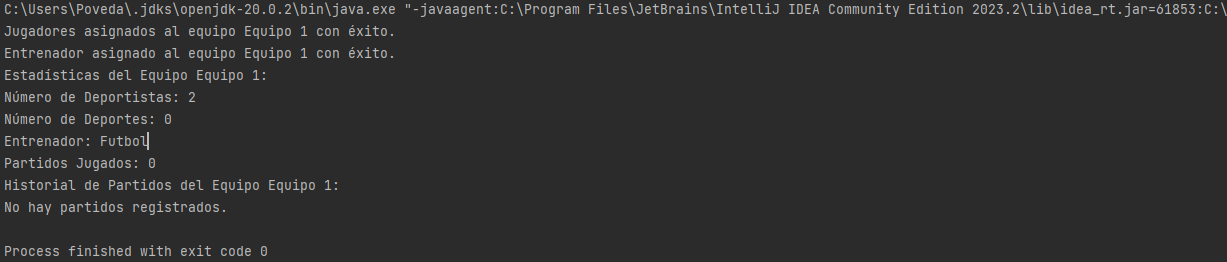 C:\Users\Poveda\.jdks\openjdk-20.0.2\bin\java.exe "-javaagent:C:\Program Files\JetBrains\IntelliJ IDEA Community Edition 2023.2\lib\idea_rt.jar=61853:C:\
Jugadores asignados al equipo Equipo 1 con éxito.
Entrenador asignado al equipo Equipo 1 con éxito.
Estadísticas del Equipo Equipo 1:
Número de Deportistas: 2
Número de Deportes: 0
Entrenador: Futbol
Partidos Jugados: 0
Historial de Partidos del Equipo Equipo 1:
No hay partidos registrados.
Process finished with exit code 0